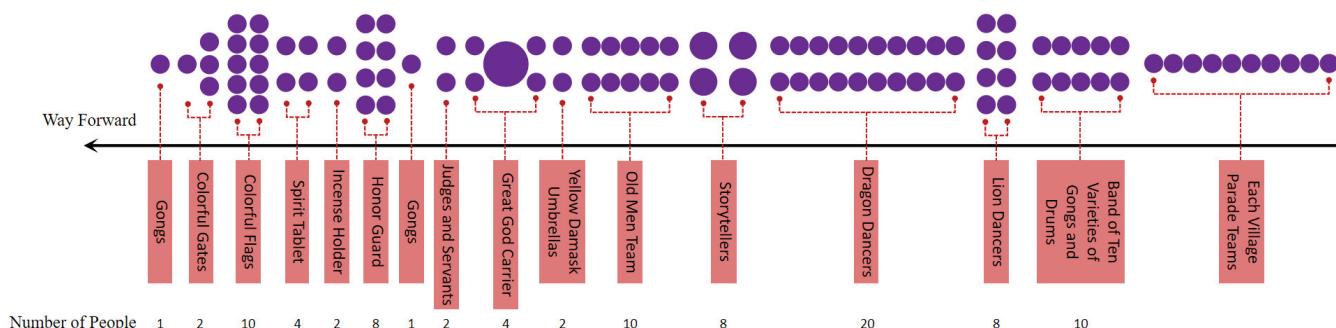 Way Forward
Gongs
Colorful Gates
Colorful Flags
Spirit Tablet
Incense Holder
Honor Guard
Gongs
Judges and Servants
Great God Carrier
Yellow Damask
Umbrellas
Old Men Team
Storytellers
Dragon Dancers
Lion Dancers
Band of Ten
Varieties of
Gongs and
Drums
Each Village
Parade Teams
Number of People 1 2 10 4 2 8 1 2 4 2 10 8 20 8 10